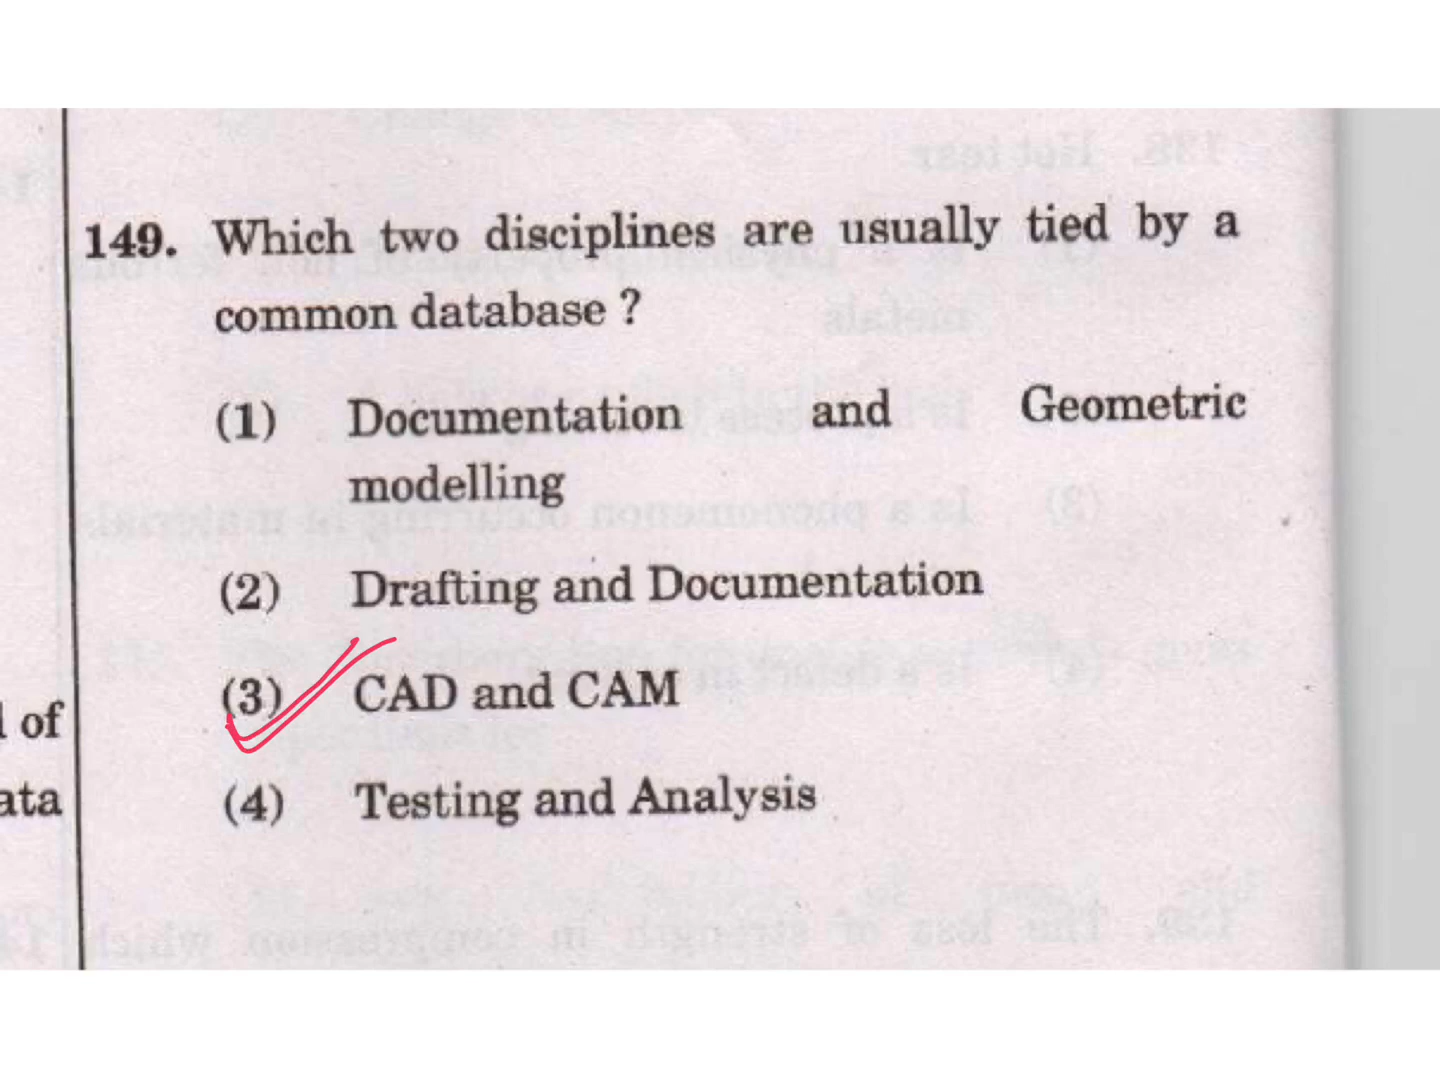 149. Which two disciplines are usually tied by a
common database ?
(1) Documentation and Geometric
modelling
(2) Drafting and Documentation
(3) CAD and CAM
(4) Testing and Analysis
of
ata